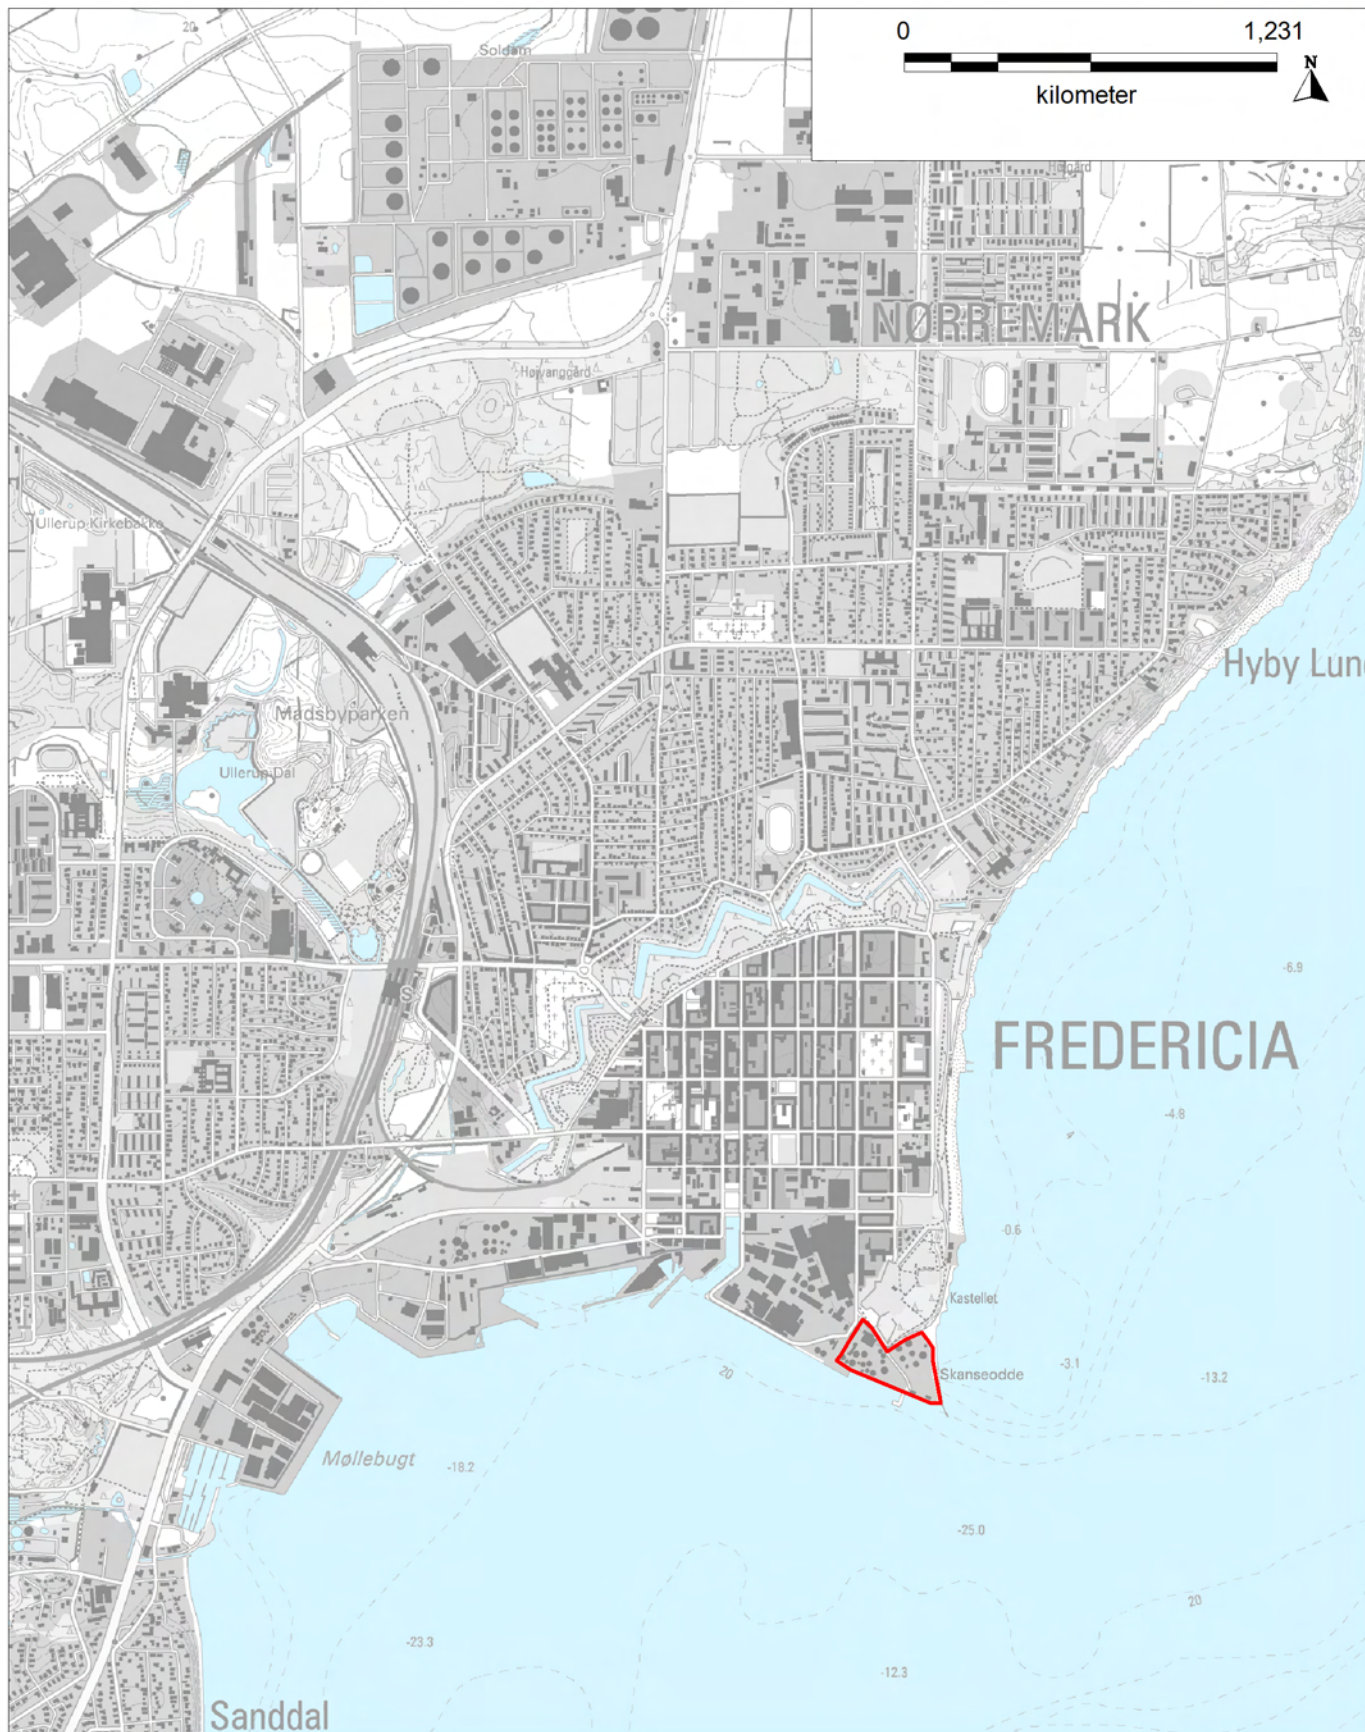 0 1,231
N
kilometer
20
Soldam
Højgård
NØRREMARK
20
Højvanggård
Ullerup Kirkebakke
Hyby Lund
Madsbyparken
Ullerup Dal
-6.9
S
FREDERICIA
-4.8
-0.6
Kastellet
-3.1
Skanseodde
-13.2
20
Møllebugt
-18.2
-25.0
20
-23.3
-12.3
Sanddal